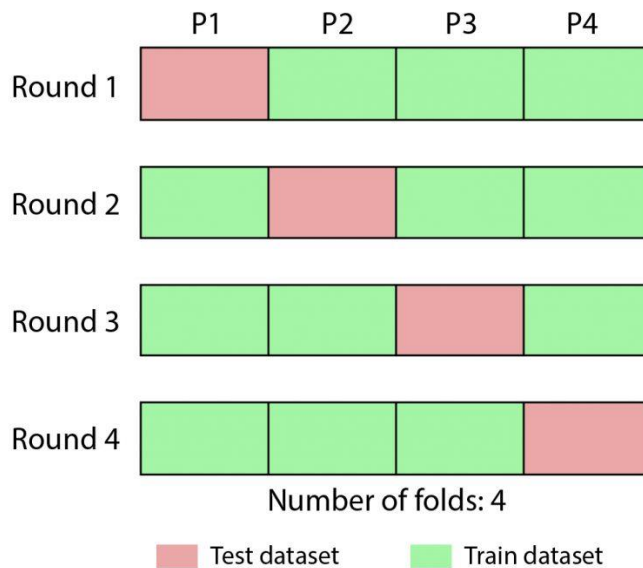 P1 P2 P3 P4
Round 1
Round 2
Round 3
Round 4
Number of folds: 4
Test dataset Train dataset